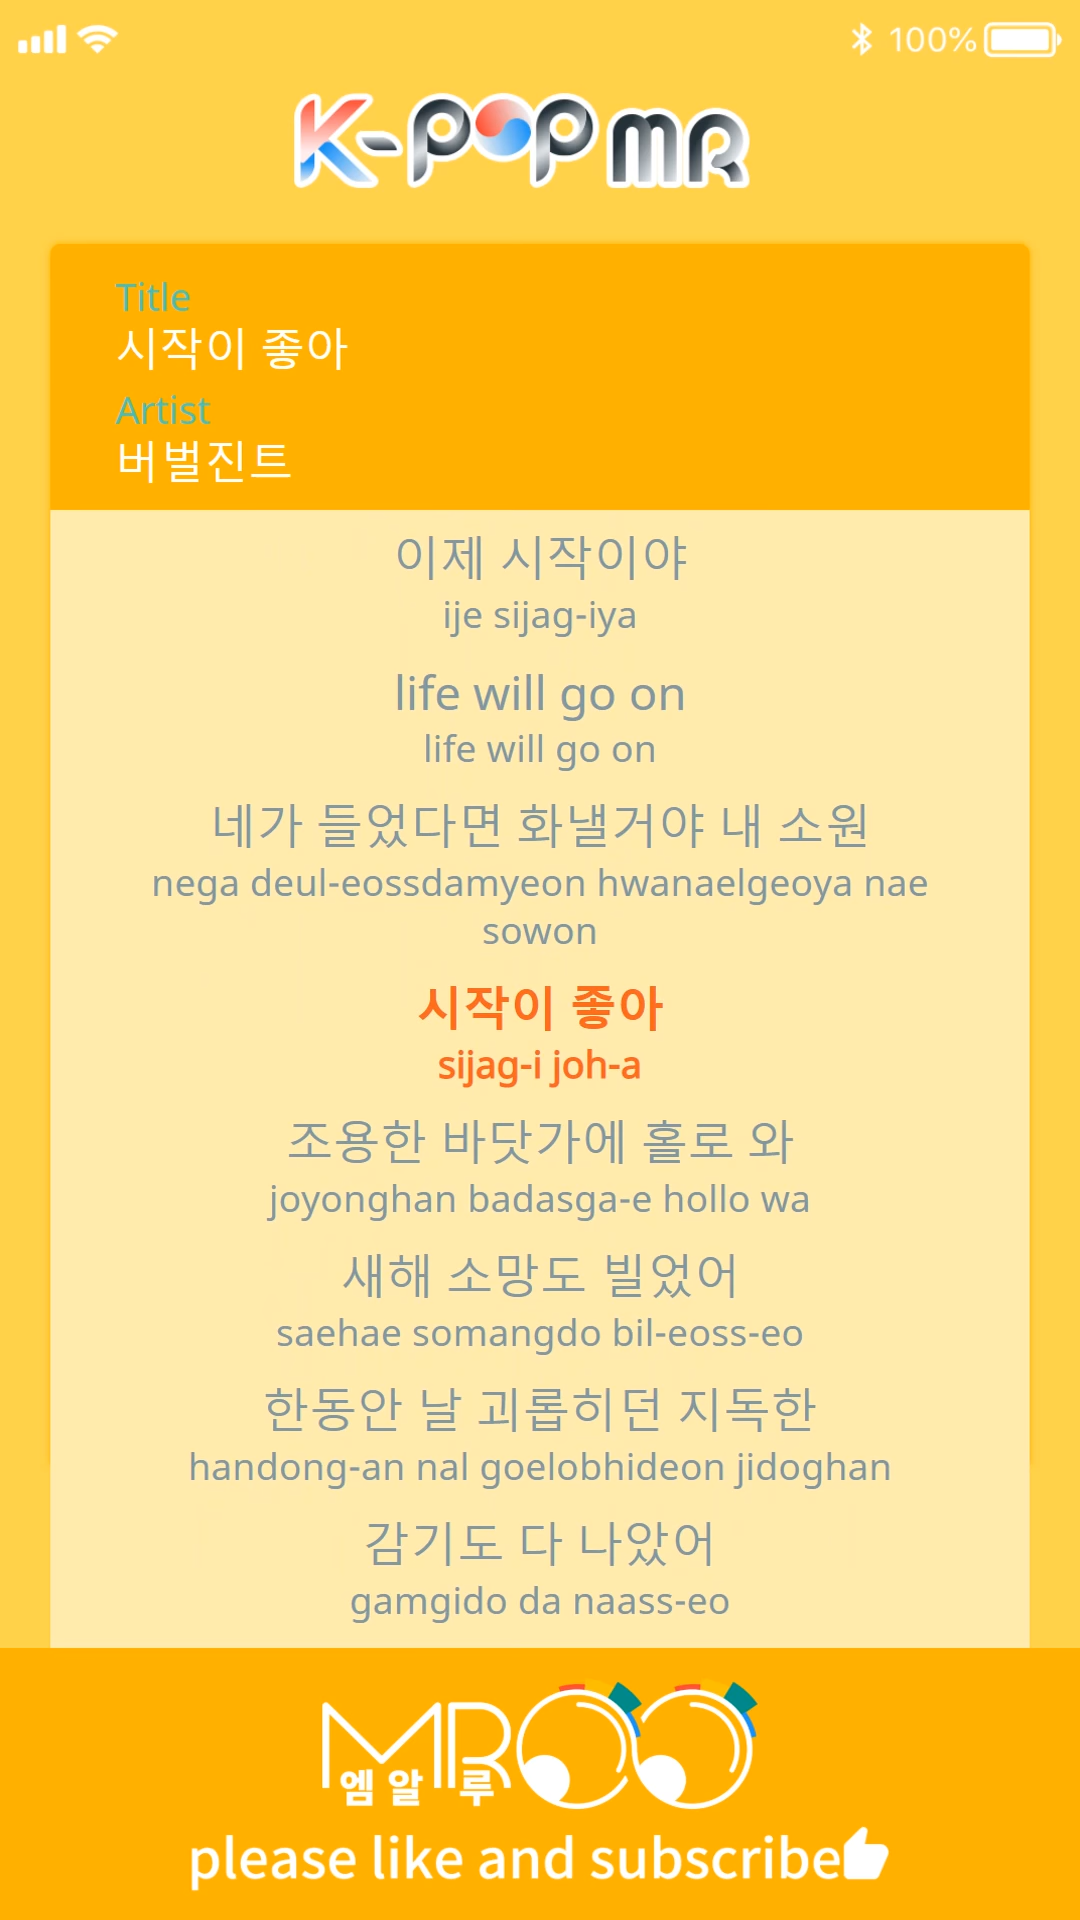 100%
K-POP MR
Title
시작이 좋아
Artist
버벌진트
이제 시작이야
ije sijag-iya
life will go on
life will go on
네가 들었다면 화낼거야 내 소원
nega deul-eossdamyeon hwanaelgeoya nae
sowon
시작이 좋아
sijag-i joh-a
조용한 바닷가에 홀로 와
joyonghan badasga-e hollo wa
새해 소망도 빌었어
saehae somangdo bil-eoss-eo
한동안 날 괴롭히던 지독한
handong-an nal goelobhideon jidoghan
감기도 다 나았어
gamgido da naass-eo
MROO
엠알루
please like and subscribe